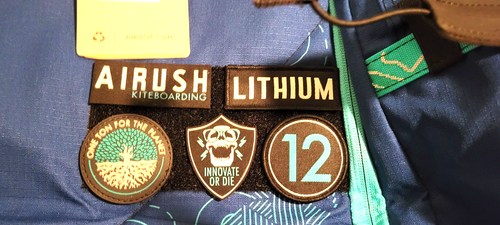 AIRUSH
KITEBOARDING
LITHIUM
ONE TON FOR THE PLANET
INNOVATE
OR DIE
12